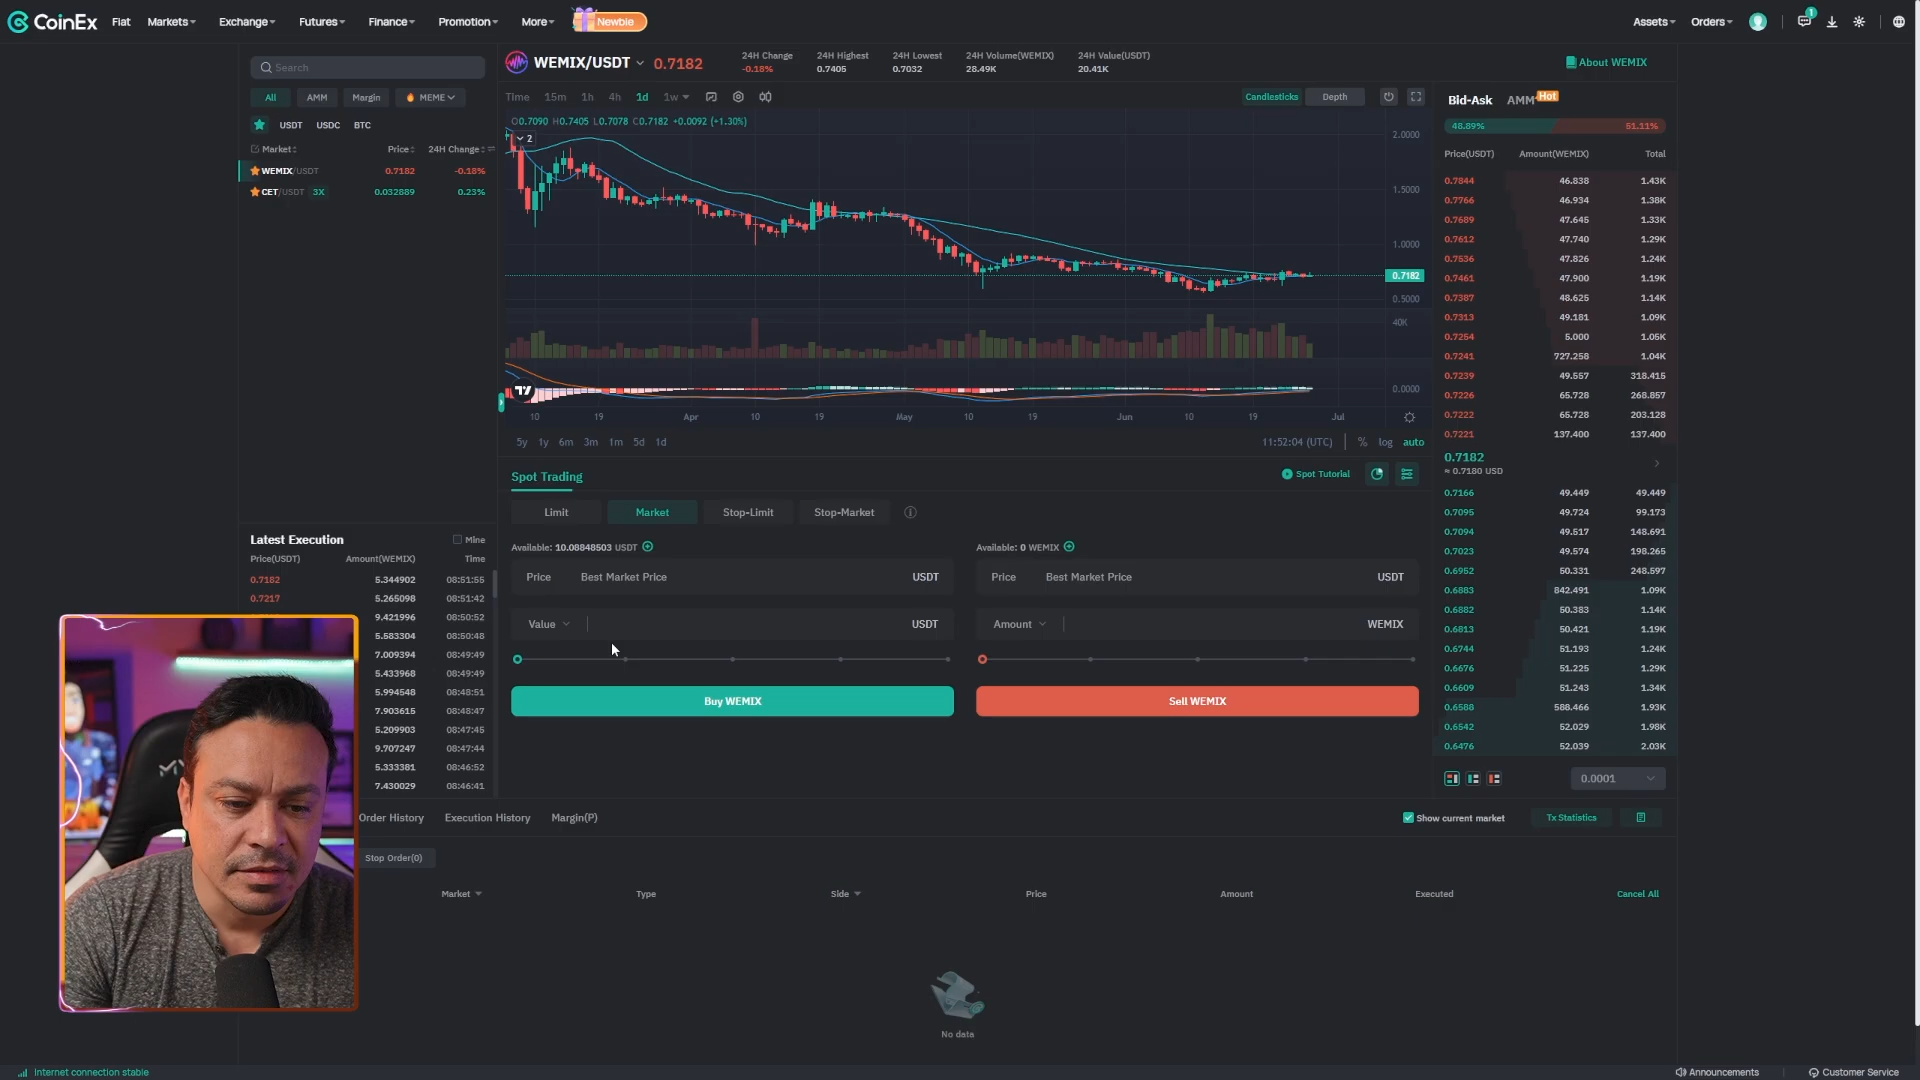 CoinEx Fiat Markets Exchange Futures Finance Promotion More Newbie Assets Orders 1
Search
All AMM Margin MEME
USDT USDC BTC
Market Price 24H Change
WEMIX/USDT 0.7182 -0.18%
CET/USDT 3X 0.032889 0.23%
WEMIX/USDT 0.7182
24H Change 24H Highest 24H Lowest 24H Volume(WEMIX) 24H Value(USDT)
-0.18% 0.7405 0.7032 28.49K 20.41K
About WEMIX
Time 15m 1h 4h 1d 1w Candlesticks Depth
O0.7090 H0.7405 L0.7078 C0.7182 +0.0092 (+1.30%)
2
2.0000
1.5000
1.0000
0.7182
0.5000
40K
0.0000
10 19 Apr 10 19 May 10 19 Jun 10 19 Jul
5y 1y 6m 3m 1m 5d 1d 11:52:04 (UTC) % log auto
Spot Trading Spot Tutorial
Limit Market Stop-Limit Stop-Market
Available: 10.08848503 USDT Available: 0 WEMIX
Price Best Market Price USDT Price Best Market Price USDT
Value USDT Amount WEMIX
Buy WEMIX Sell WEMIX
Bid-Ask AMM Hot
48.89% 51.11%
Price(USDT) Amount(WEMIX) Total
0.7844 46.838 1.43K
0.7766 46.934 1.38K
0.7689 47.645 1.33K
0.7612 47.740 1.29K
0.7536 47.826 1.24K
0.7461 47.900 1.19K
0.7387 48.625 1.14K
0.7313 49.181 1.09K
0.7254 5.000 1.05K
0.7241 727.258 1.04K
0.7239 49.557 318.415
0.7226 65.728 268.857
0.7222 65.728 203.128
0.7221 137.400 137.400
0.7182
≈ 0.7180 USD
0.7166 49.449 49.449
0.7095 49.724 99.173
0.7094 49.517 148.691
0.7023 49.574 198.265
0.6952 50.331 248.597
0.6883 842.491 1.09K
0.6882 50.383 1.14K
0.6813 50.421 1.19K
0.6744 51.193 1.24K
0.6676 51.225 1.29K
0.6609 51.243 1.34K
0.6588 588.466 1.93K
0.6542 52.029 1.98K
0.6476 52.039 2.03K
0.0001
Latest Execution Mine
Price(USDT) Amount(WEMIX) Time
0.7182 5.344902 08:51:55
0.7217 5.265098 08:51:42
9.421996 08:50:52
5.583304 08:50:48
7.009394 08:49:49
5.433968 08:49:49
5.994548 08:48:51
7.903615 08:48:47
5.209903 08:47:45
9.707247 08:47:44
5.333381 08:46:52
7.430029 08:46:41
Order History Execution History Margin(P) Show current market Tx Statistics
Stop Order(0)
Market Type Side Price Amount Executed Cancel All
No data
Internet connection stable Announcements Customer Service